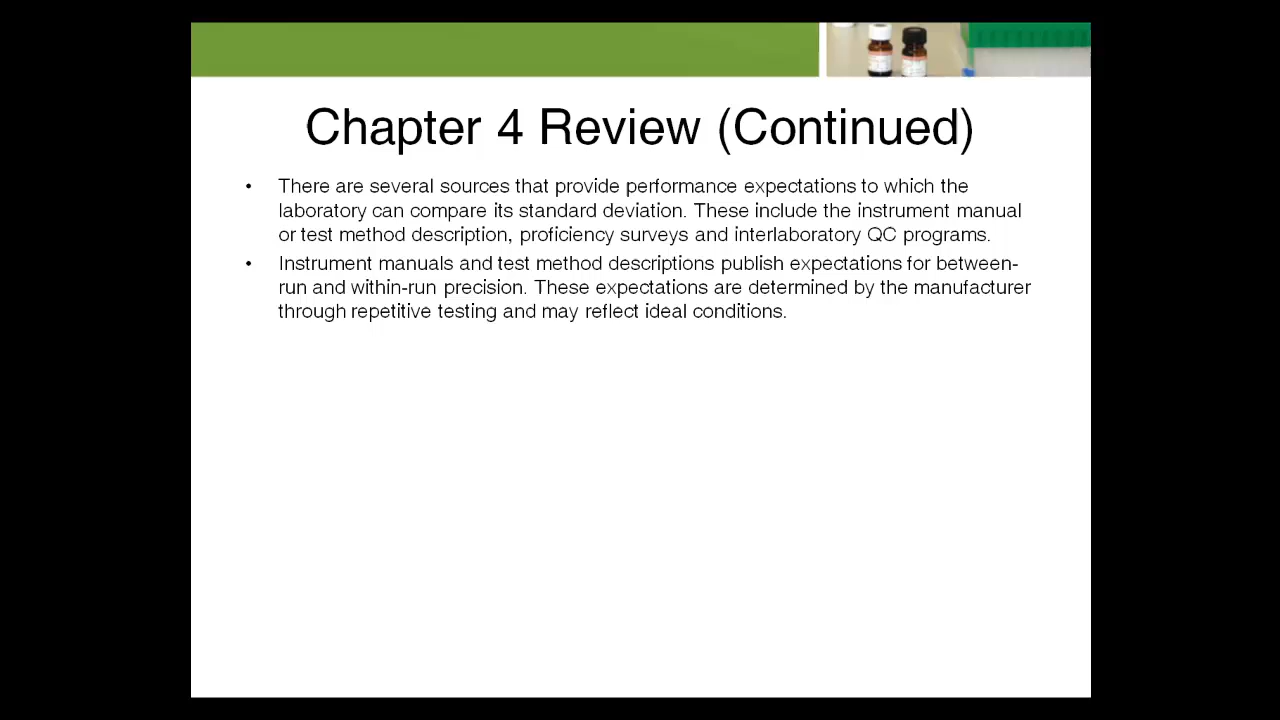 Chapter 4 Review (Continued)
• There are several sources that provide performance expectations to which the
laboratory can compare its standard deviation. These include the instrument manual
or test method description, proficiency surveys and interlaboratory QC programs.
• Instrument manuals and test method descriptions publish expectations for between-
run and within-run precision. These expectations are determined by the manufacturer
through repetitive testing and may reflect ideal conditions.